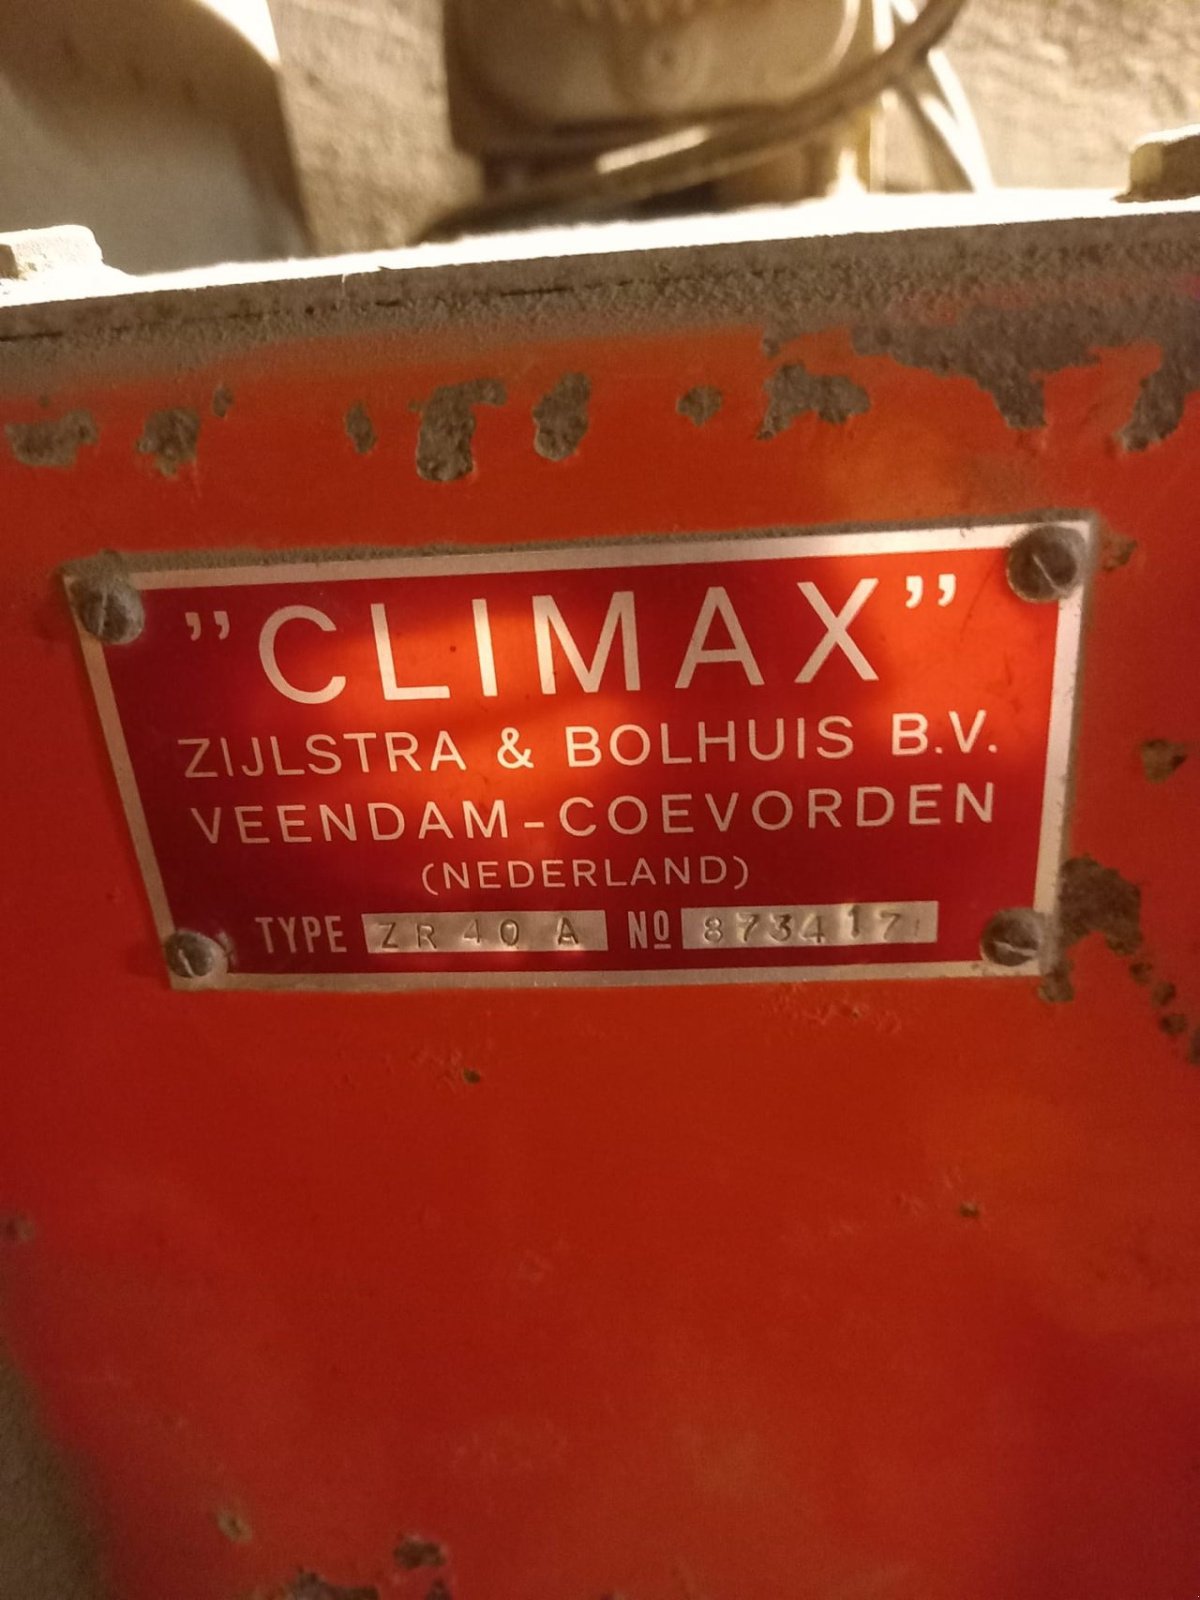 "CLIMAX"
ZIJLSTRA & BOLHUIS B.V.
VEENDAM-COEVORDEN
(NEDERLAND)
TYPE ZR 40 A Nº 873417